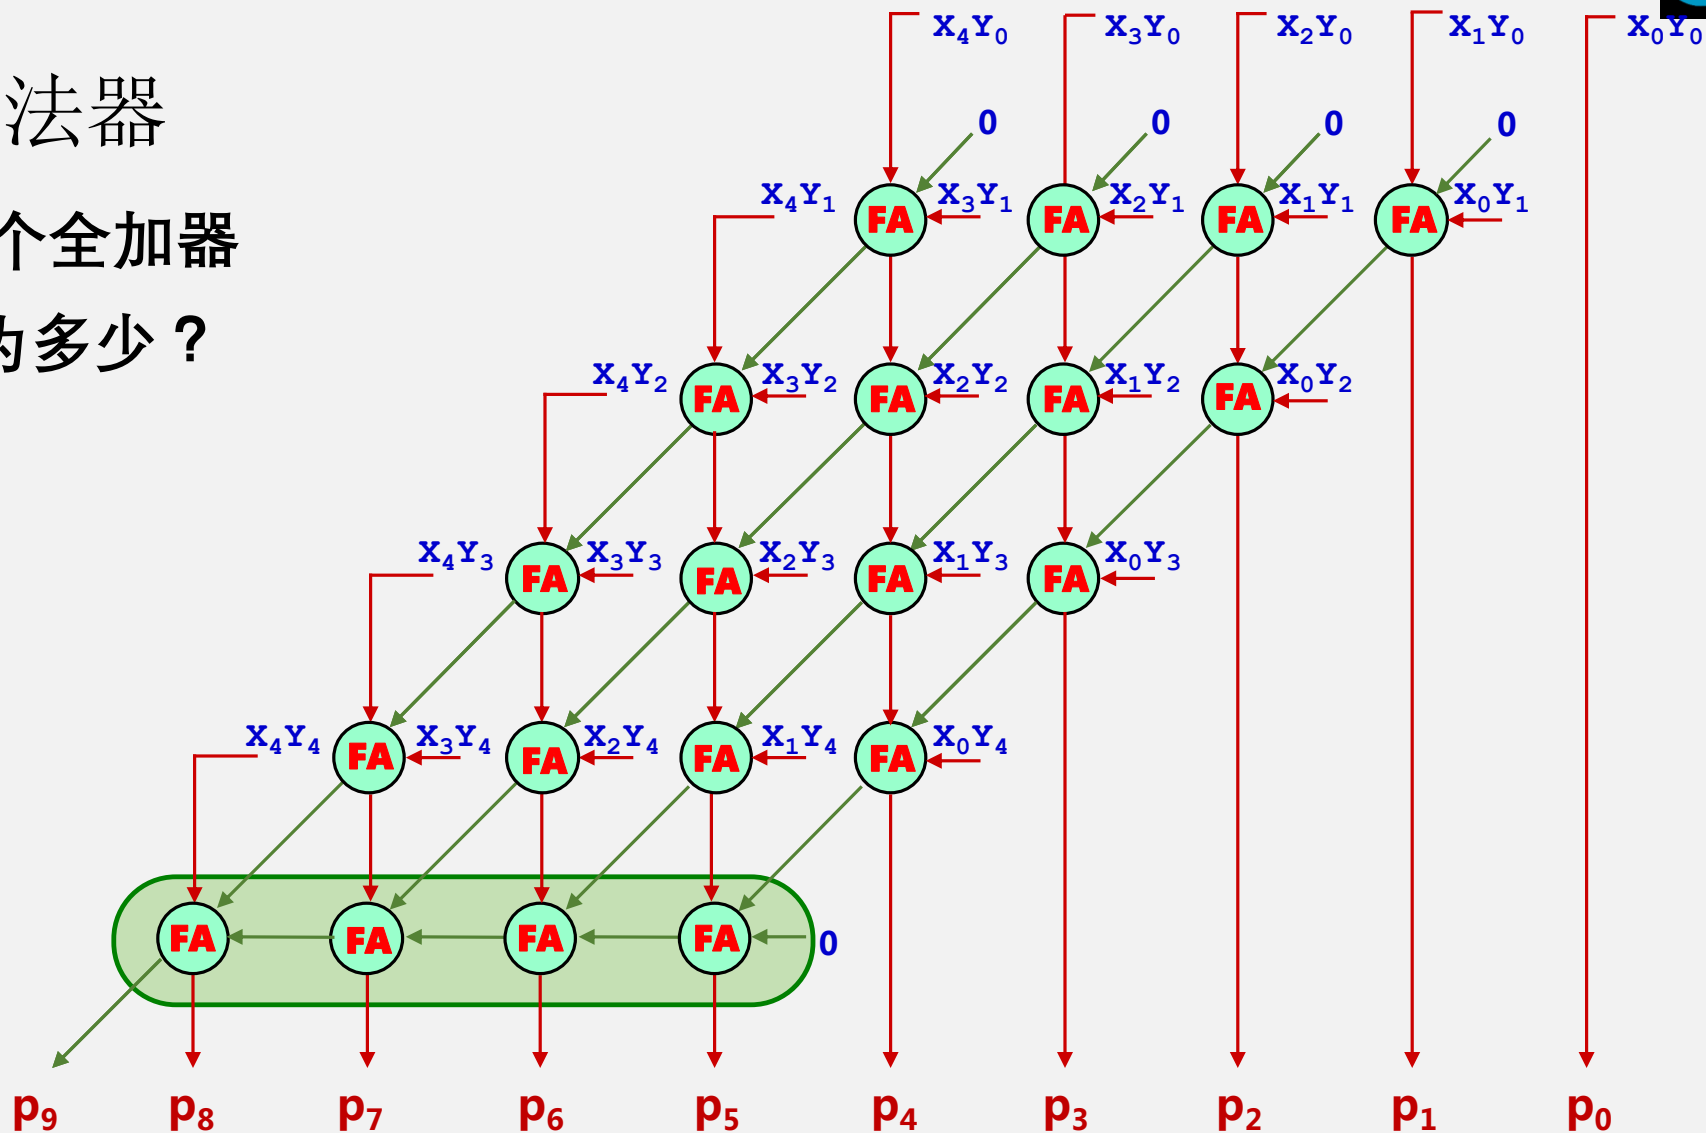 X₄Y₀ X₃Y₀ X₂Y₀ X₁Y₀ X₀Y₀
法器
0 0 0 0
X₄Y₁ X₃Y₁ X₂Y₁ X₁Y₁ X₀Y₁
FA FA FA FA
个全加器
为多少？
X₄Y₂ X₃Y₂ X₂Y₂ X₁Y₂ X₀Y₂
FA FA FA FA
X₄Y₃ X₃Y₃ X₂Y₃ X₁Y₃ X₀Y₃
FA FA FA FA
X₄Y₄ X₃Y₄ X₂Y₄ X₁Y₄ X₀Y₄
FA FA FA FA
FA FA FA FA 0
p₉ p₈ p₇ p₆ p₅ p₄ p₃ p₂ p₁ p₀